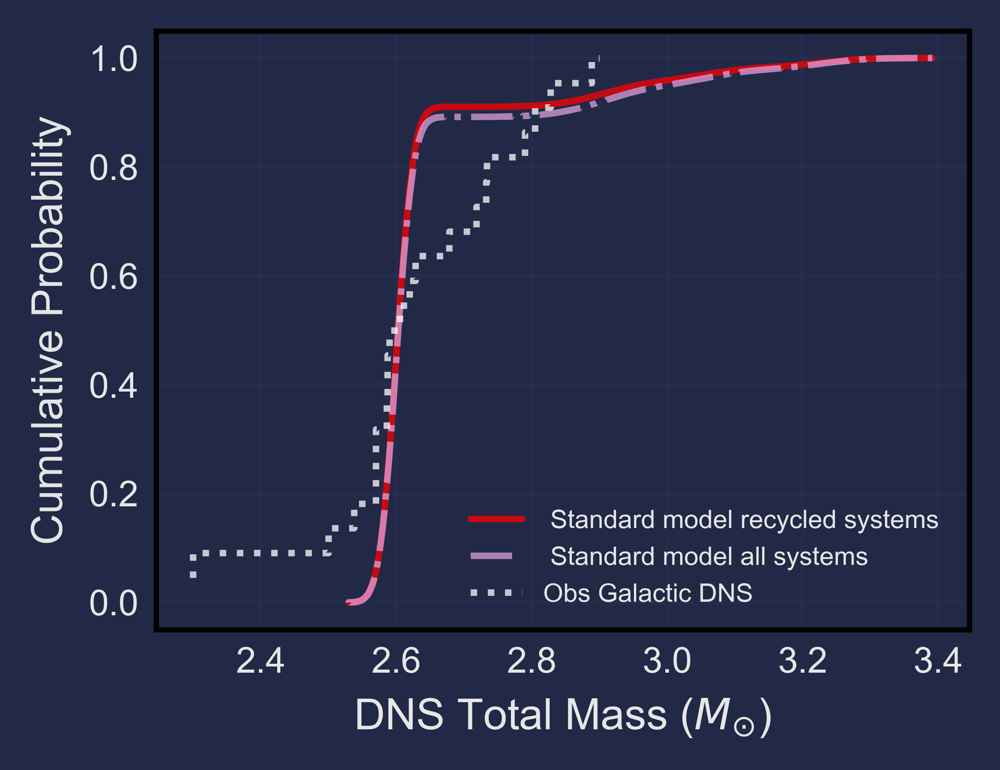 Cumulative Probability
1.0
0.8
0.6
0.4
0.2
0.0
Standard model recycled systems
Standard model all systems
Obs Galactic DNS
2.4 2.6 2.8 3.0 3.2 3.4
DNS Total Mass (M⊙)